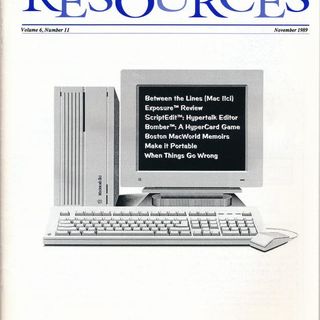 RESOURCES
Volume 6, Number 11
November 1989
Between the Lines (Mac IIci)
Exposure™ Review
ScriptEdit™: Hypertalk Editor
Bomber™: A HyperCard Game
Boston MacWorld Memoirs
Make it Portable
When Things Go Wrong